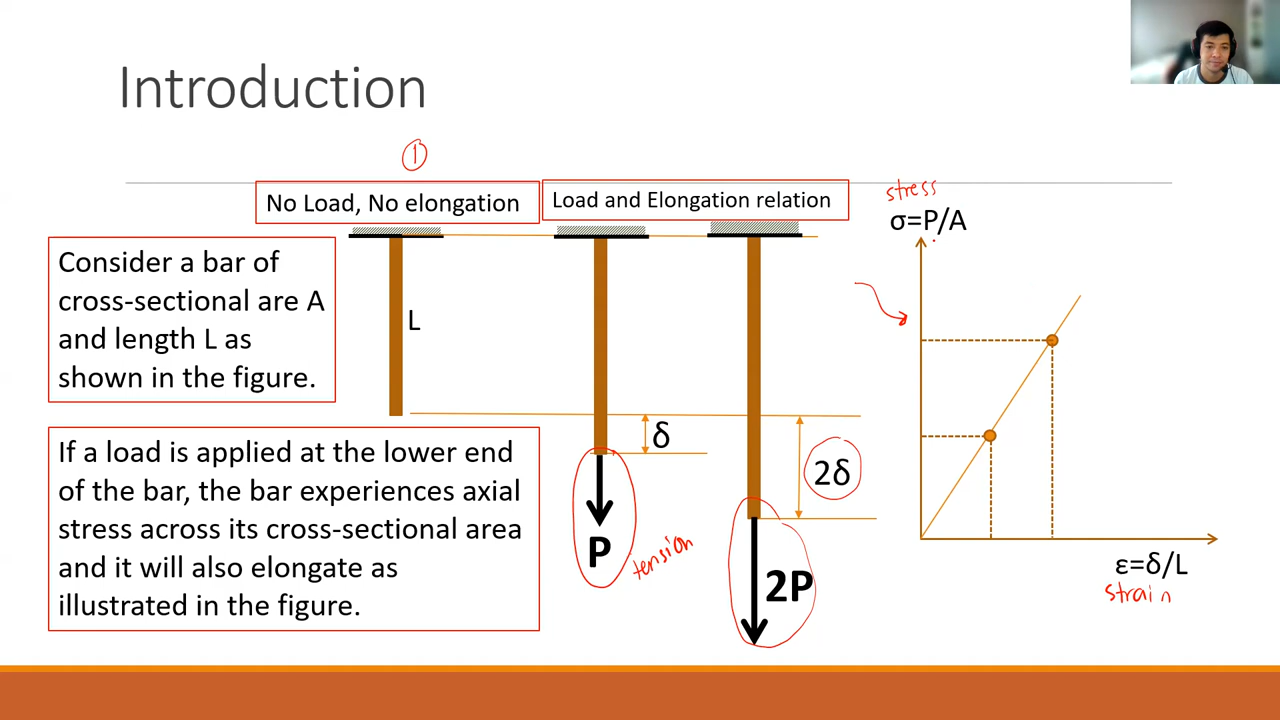 Introduction
①
No Load, No elongation
Load and Elongation relation
stress
σ=P/A
Consider a bar of
cross-sectional are A
and length L as
shown in the figure.
L
δ
2δ
If a load is applied at the lower end
of the bar, the bar experiences axial
stress across its cross-sectional area
and it will also elongate as
illustrated in the figure.
P
tension
2P
ε=δ/L
strain